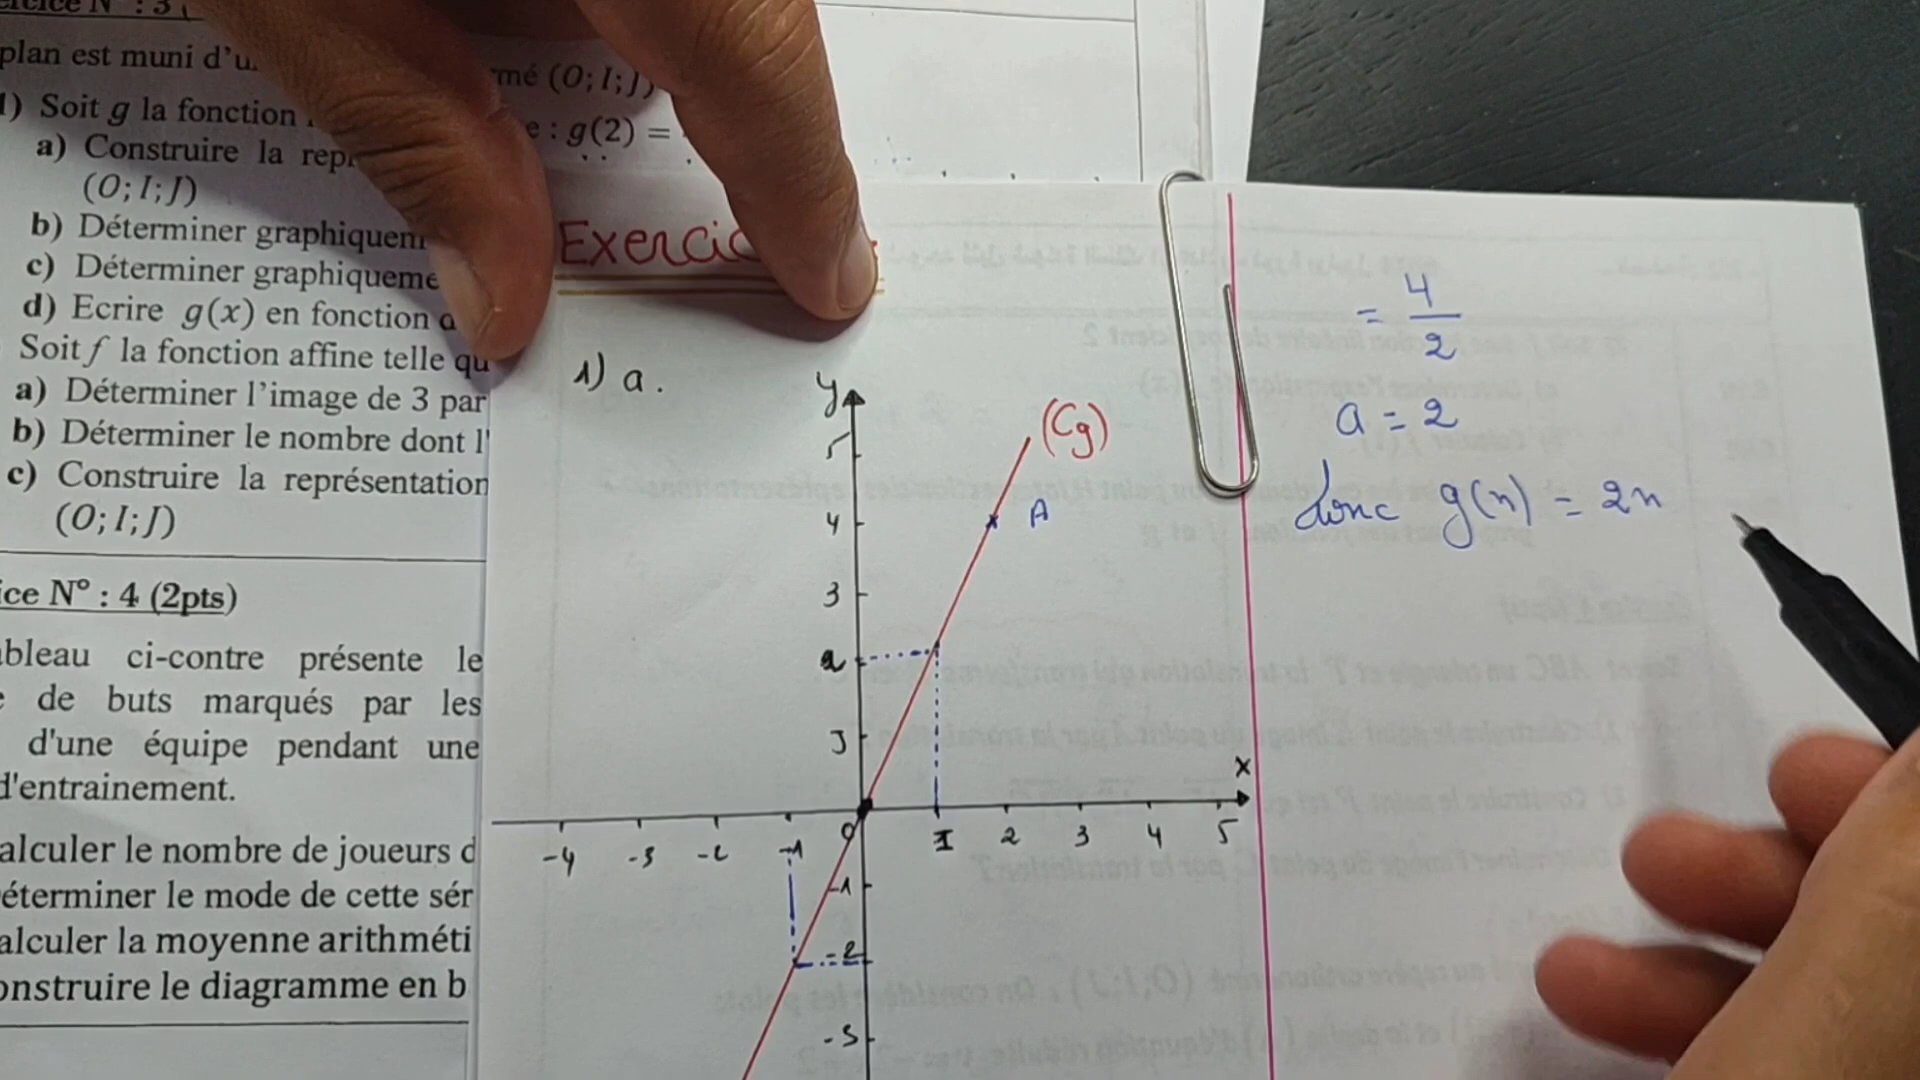 plan est muni d'u
mé (O; I; J)
1) Soit g la fonction
e : g(2) =
a) Construire la rep
(O; I; J)
b) Déterminer graphiquem
c) Déterminer graphiqueme
d) Ecrire g(x) en fonction d
Soit f la fonction affine telle qu
a) Déterminer l'image de 3 par
b) Déterminer le nombre dont l'
c) Construire la représentation
(O; I; J)
ice N° : 4 (2pts)
bleau ci-contre présente le
de buts marqués par les
d'une équipe pendant une
d'entrainement.
alculer le nombre de joueurs d
éterminer le mode de cette sér
alculer la moyenne arithméti
onstruire le diagramme en b
Exercic
1) a.
y
5
(Cg)
4
A
3
2
J
x
-4 -3 -2 -1 0 I 2 3 4 5
-1
-2
-3
= 4/2
a = 2
donc g(x) = 2x